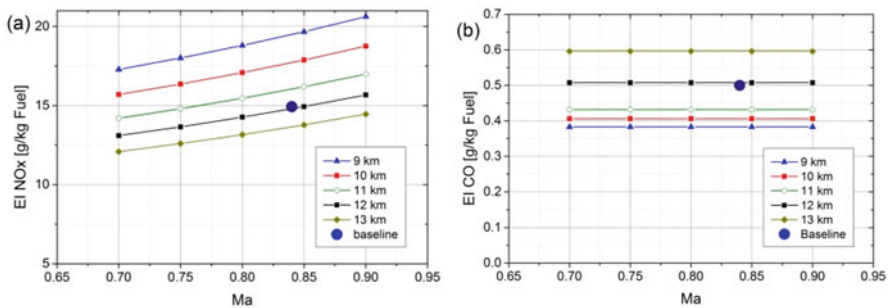 (a)
EI NOx [g/kg Fuel]
20
15
10
5
0.65 0.70 0.75 0.80 0.85 0.90 0.95
Ma
9 km
10 km
11 km
12 km
13 km
baseline
(b)
EI CO [g/kg Fuel]
0.7
0.6
0.5
0.4
0.3
0.2
0.1
0.0
0.65 0.70 0.75 0.80 0.85 0.90 0.95
Ma
9 km
10 km
11 km
12 km
13 km
Baseline